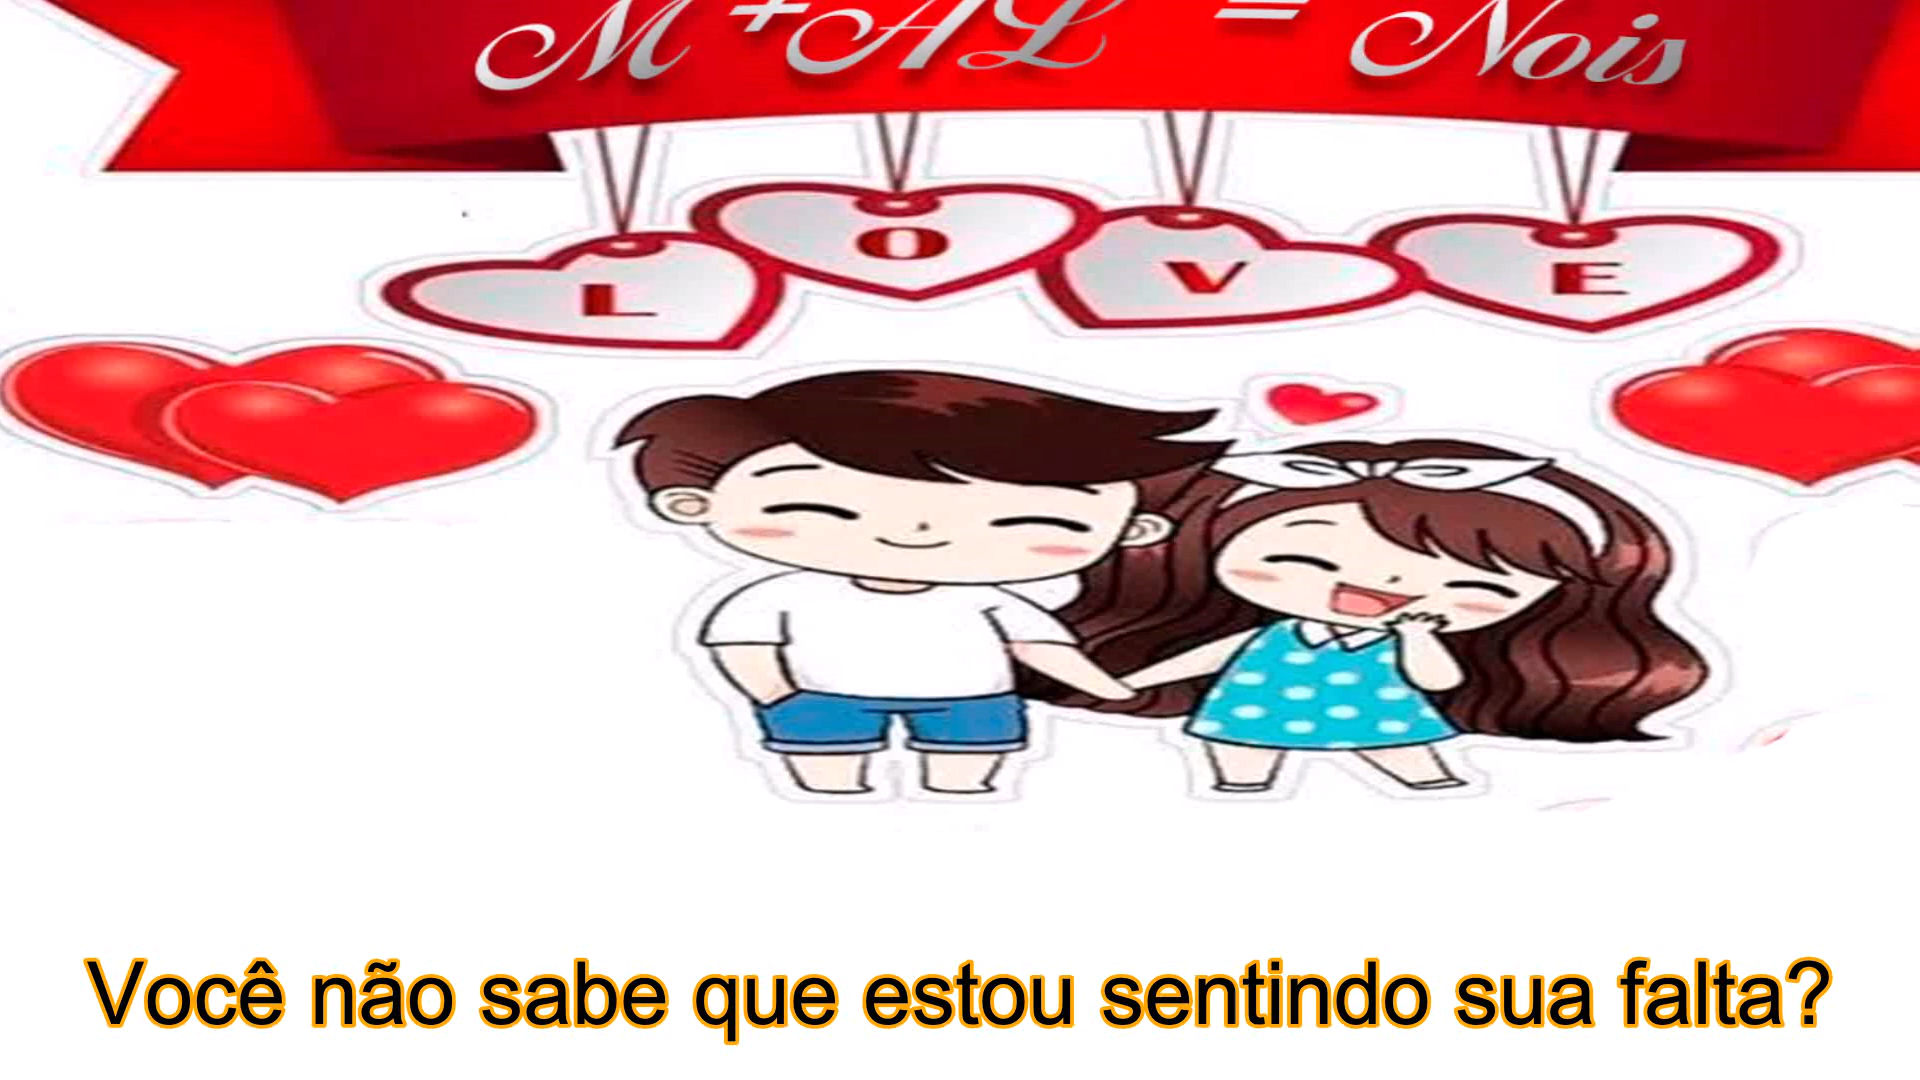 M + AL = Nois
L O V E
Você não sabe que estou sentindo sua falta?